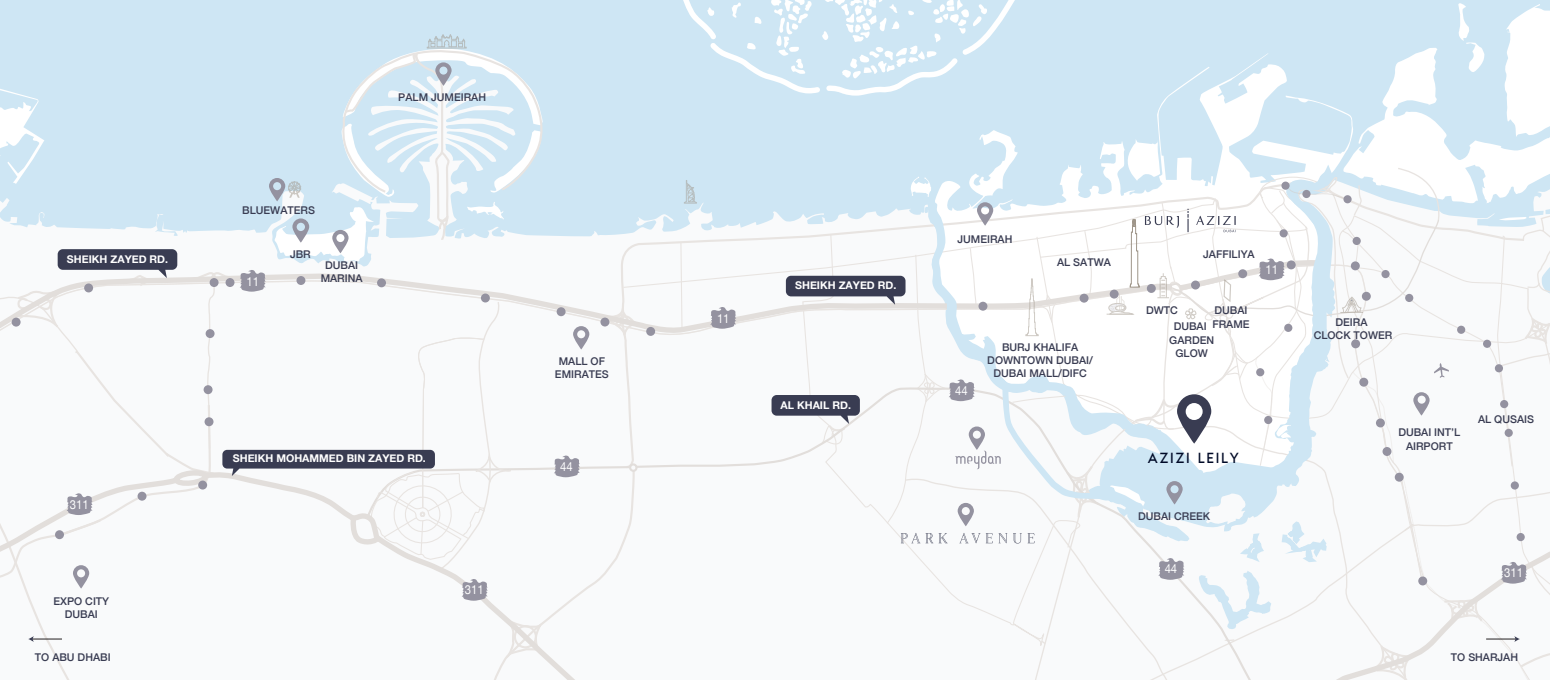 PALM JUMEIRAH
BLUEWATERS
JBR
DUBAI
MARINA
SHEIKH ZAYED RD.
11
MALL OF
EMIRATES
11
SHEIKH ZAYED RD.
JUMEIRAH
BURJ AZIZI
DUBAI
AL SATWA
JAFFILIYA
11
DWTC
DUBAI
GARDEN
GLOW
DUBAI
FRAME
DEIRA
CLOCK TOWER
BURJ KHALIFA
DOWNTOWN DUBAI/
DUBAI MALL/DIFC
44
AL KHAIL RD.
meydan
AZIZI LEILY
DUBAI CREEK
DUBAI INT'L
AIRPORT
AL QUSAIS
SHEIKH MOHAMMED BIN ZAYED RD.
44
311
PARK AVENUE
44
311
311
EXPO CITY
DUBAI
TO ABU DHABI
TO SHARJAH